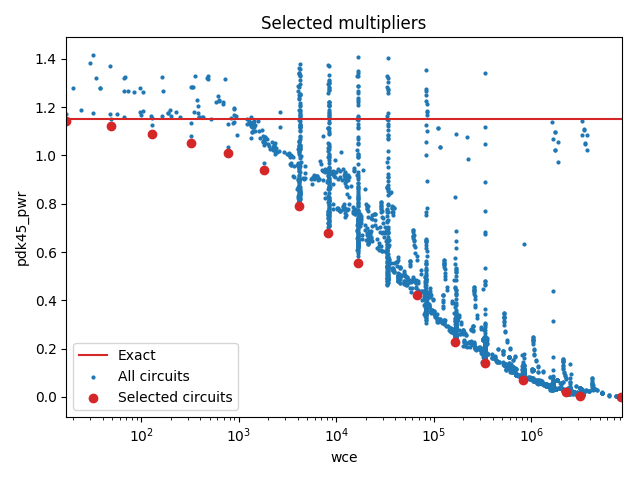 Selected multipliers
1.4
1.2
1.0
0.8
0.6
0.4
0.2
0.0
pdk45_pwr
Exact
All circuits
Selected circuits
10²
10³
10⁴
10⁵
10⁶
wce